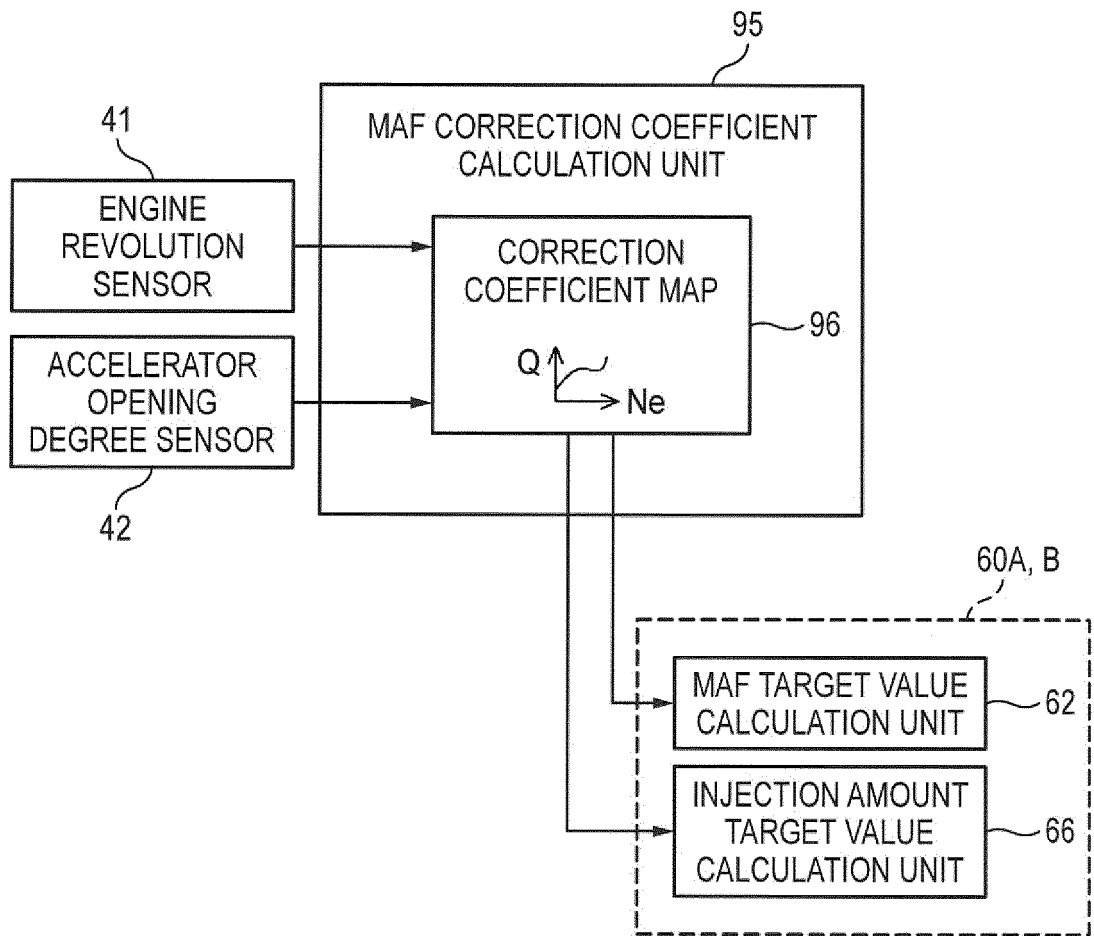 95
MAF CORRECTION COEFFICIENT
CALCULATION UNIT
41
ENGINE
REVOLUTION
SENSOR
CORRECTION
COEFFICIENT MAP
96
Q
Ne
ACCELERATOR
OPENING
DEGREE SENSOR
42
60A, B
MAF TARGET VALUE
CALCULATION UNIT
62
INJECTION AMOUNT
TARGET VALUE
CALCULATION UNIT
66